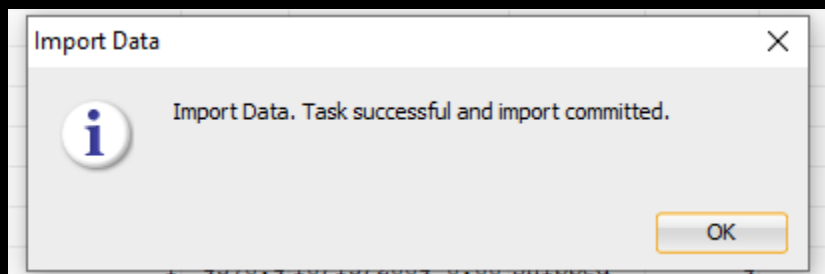 Import Data
Import Data. Task successful and import committed.
OK